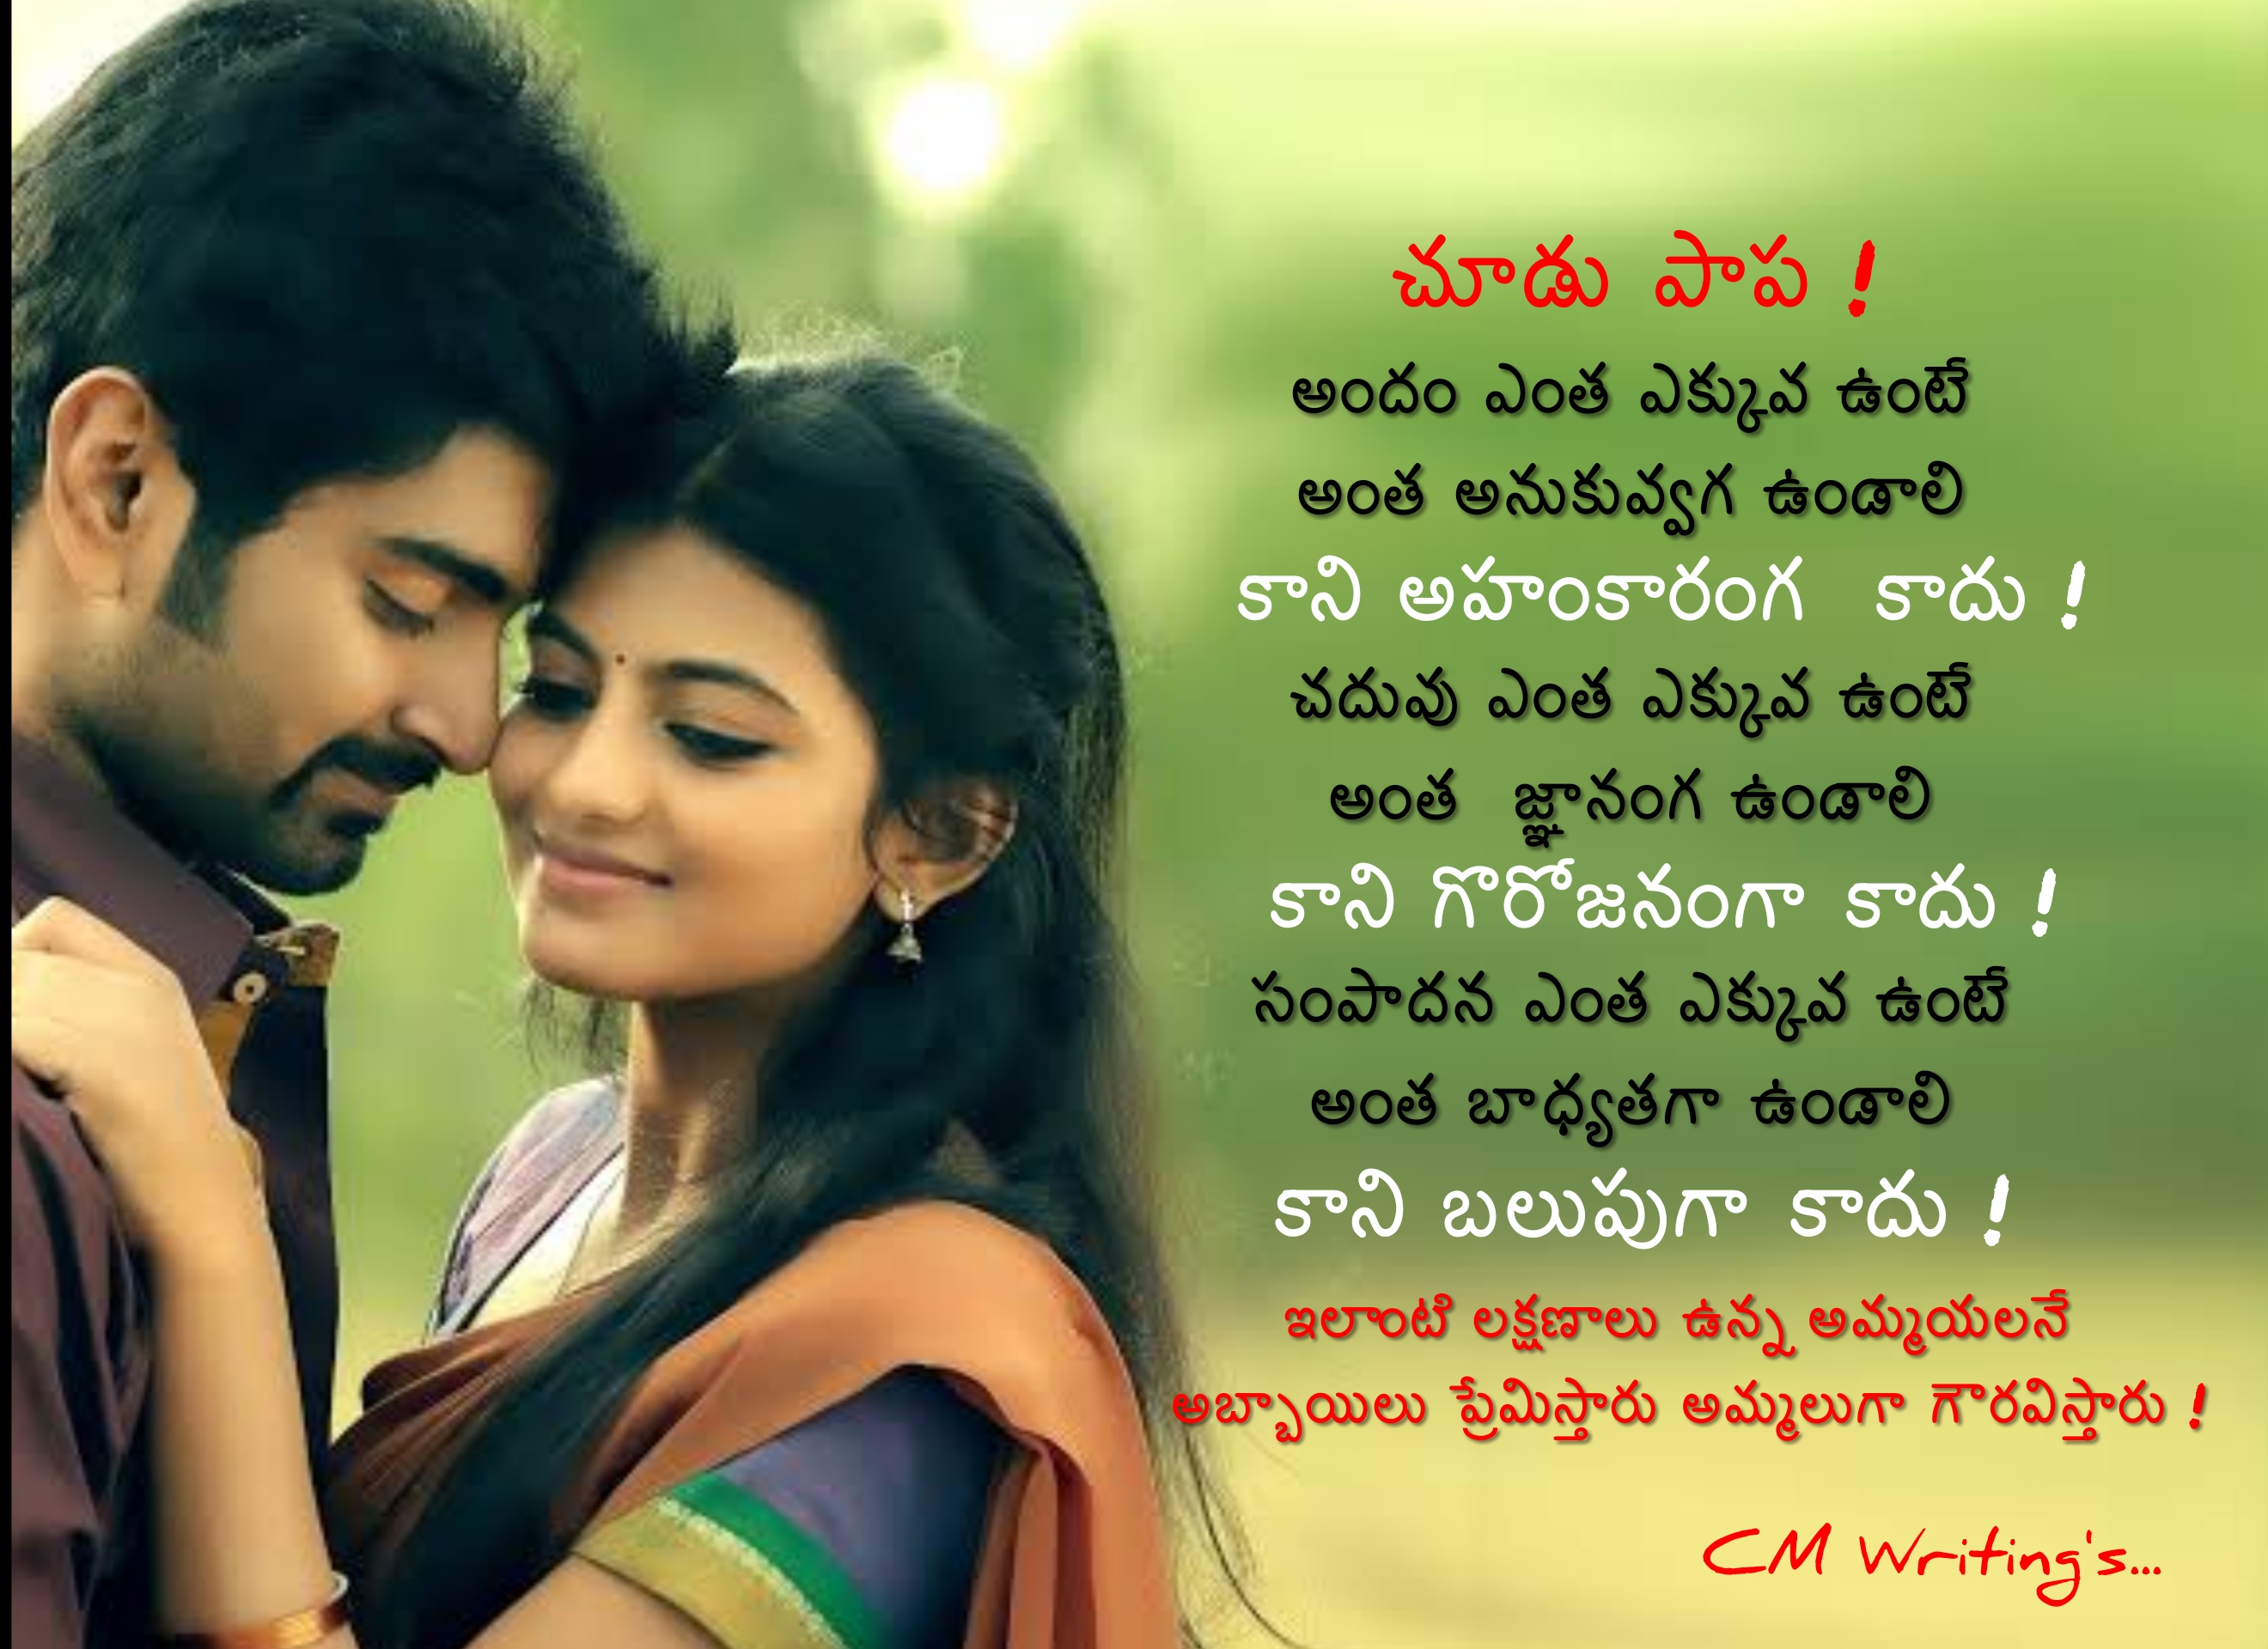 చూడు పాప !
అందం ఎంత ఎక్కువ ఉంటే
అంత అనుకువ్వగ ఉండాలి
కాని అహంకారంగ కాదు !
చదువు ఎంత ఎక్కువ ఉంటే
అంత జ్ఞానంగ ఉండాలి
కాని గొరోజనంగా కాదు !
సంపాదన ఎంత ఎక్కువ ఉంటే
అంత బాధ్యతగా ఉండాలి
కాని బలుపుగా కాదు !
ఇలాంటి లక్షణాలు ఉన్న అమ్మయలనే
అబ్బాయిలు ప్రేమిస్తారు అమ్మలుగా గౌరవిస్తారు !
CM Writing's...